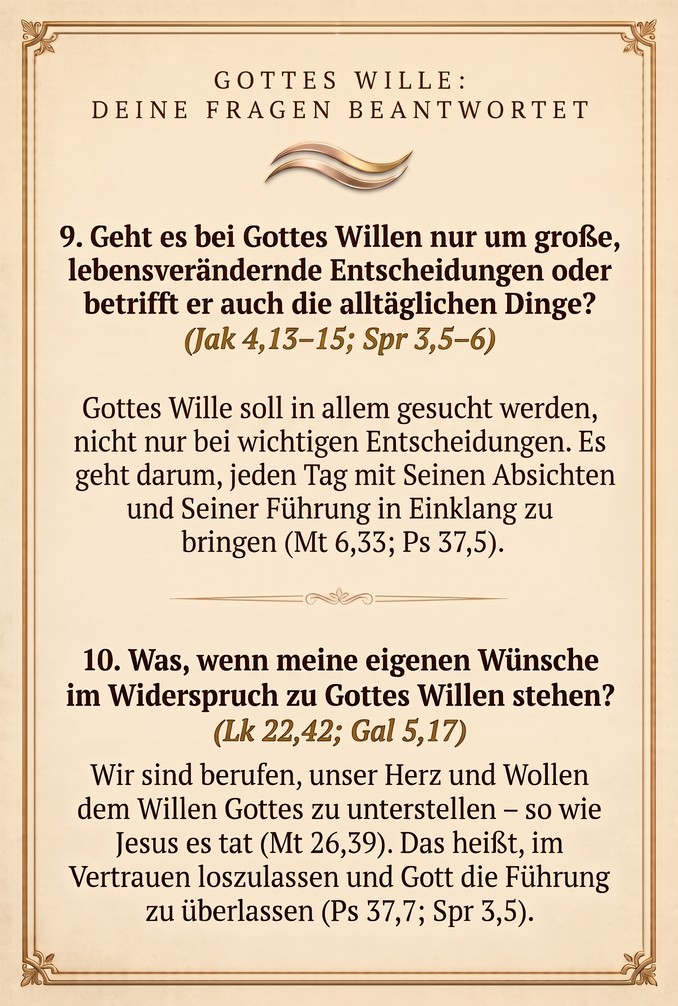 GOTTES WILLE:
DEINE FRAGEN BEANTWORTET
9. Geht es bei Gottes Willen nur um große,
lebensverändernde Entscheidungen oder
betrifft er auch die alltäglichen Dinge?
(Jak 4,13–15; Spr 3,5–6)
Gottes Wille soll in allem gesucht werden,
nicht nur bei wichtigen Entscheidungen. Es
geht darum, jeden Tag mit Seinen Absichten
und Seiner Führung in Einklang zu
bringen (Mt 6,33; Ps 37,5).
10. Was, wenn meine eigenen Wünsche
im Widerspruch zu Gottes Willen stehen?
(Lk 22,42; Gal 5,17)
Wir sind berufen, unser Herz und Wollen
dem Willen Gottes zu unterstellen – so wie
Jesus es tat (Mt 26,39). Das heißt, im
Vertrauen loszulassen und Gott die Führung
zu überlassen (Ps 37,7; Spr 3,5).